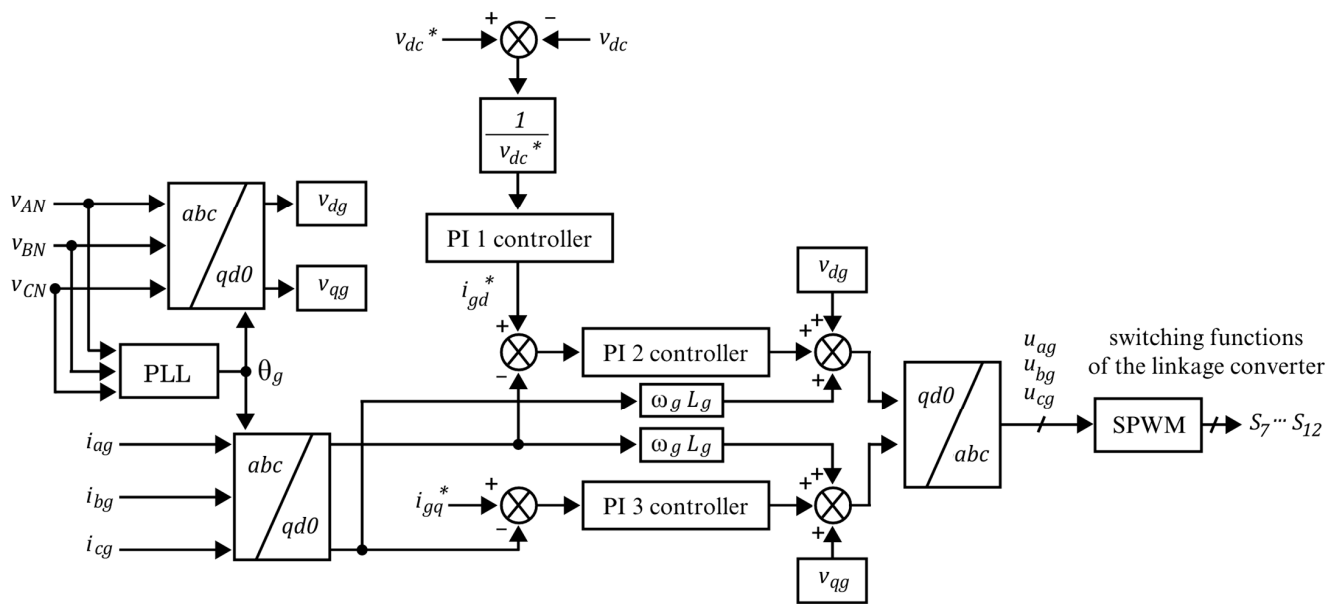 + −
v_dc* v_dc
1
v_dc*
PI 1 controller
i_gd*
v_AN
v_BN
v_CN
abc
qd0
v_dg
v_qg
PLL
θ_g
i_ag
i_bg
i_cg
abc
qd0
+
−
PI 2 controller
v_dg
+ +
+
ω_g L_g
ω_g L_g
i_gq*
+
−
PI 3 controller
+ +
+
v_qg
qd0
abc
u_ag
u_bg
u_cg
switching functions
of the linkage converter
SPWM
S_7 ... S_12